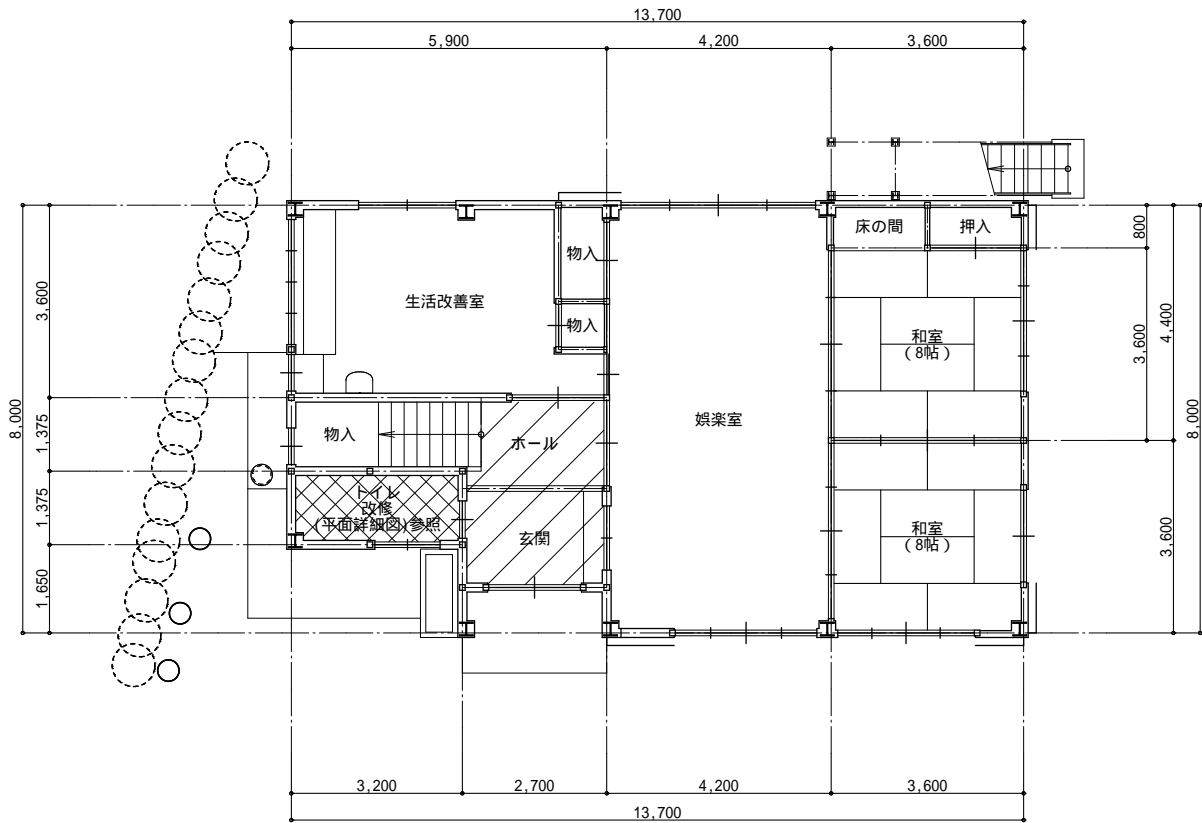 13,700
5,900
4,200
3,600
床の間
押入
800
物入
生活改善室
3,600
物入
和室
(8帖)
3,600
4,400
8,000
1,375
物入
ホール
娯楽室
8,000
トイレ
改修
(平面詳細図)参照
1,375
玄関
和室
(8帖)
3,600
1,650
3,200
2,700
4,200
3,600
13,700